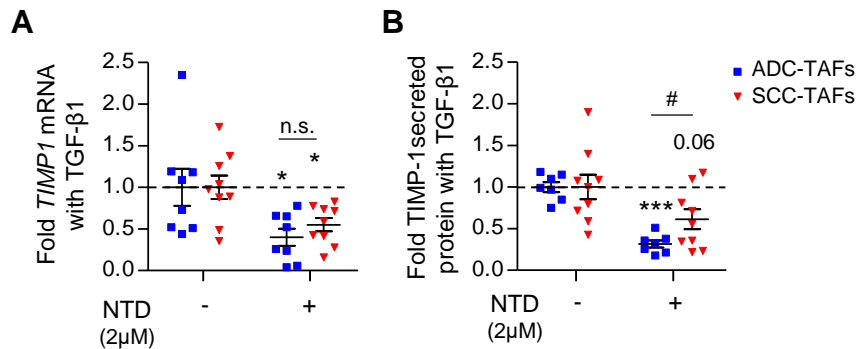 A
Fold TIMP1 mRNA
with TGF-β1
2.5
2.0
1.5
1.0
0.5
0.0
n.s.
*
*
NTD
(2µM)
-
+
B
Fold TIMP-1secreted
protein with TGF-β1
2.5
2.0
1.5
1.0
0.5
0.0
#
0.06
***
NTD
(2µM)
-
+
ADC-TAFs
SCC-TAFs